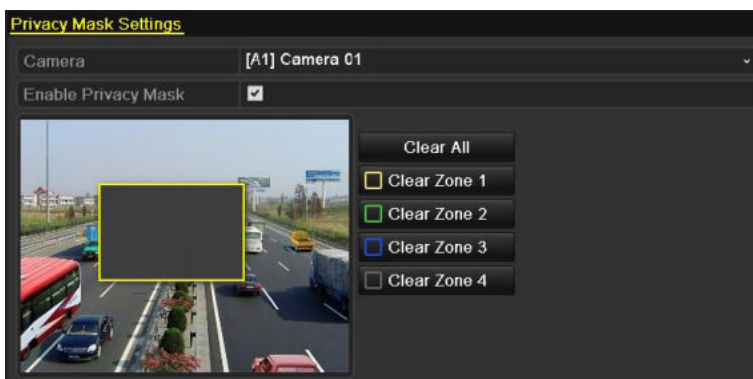 Privacy Mask Settings
Camera [A1] Camera 01
Enable Privacy Mask
Clear All
Clear Zone 1
Clear Zone 2
Clear Zone 3
Clear Zone 4